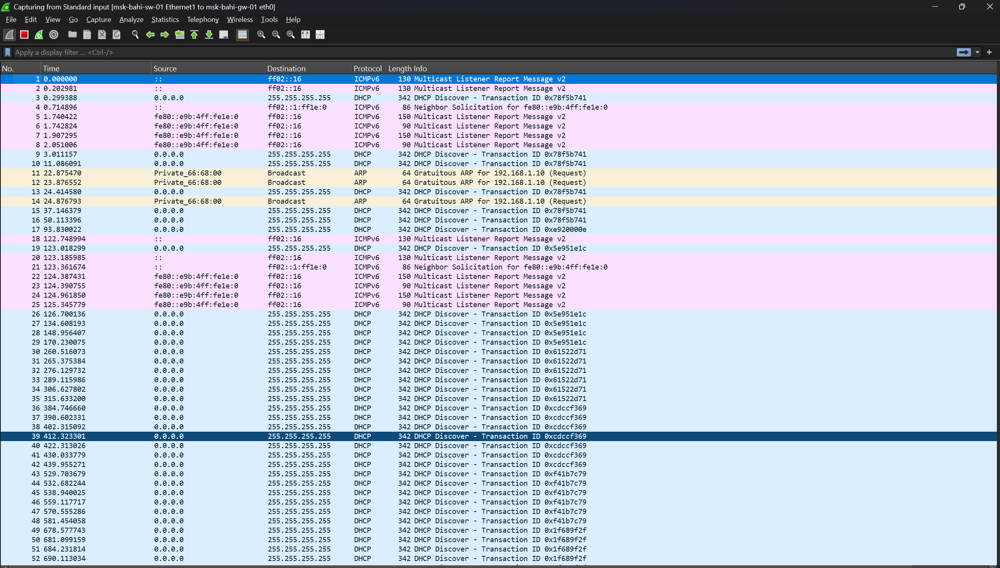 Capturing from Standard input [msk-bahi-sw-01 Ethernet1 to msk-bahi-gw-01 eth0]
File Edit View Go Capture Analyze Statistics Telephony Wireless Tools Help
Apply a display filter ... <Ctrl-/>
No. Time Source Destination Protocol Length Info
1 0.000000 :: ff02::16 ICMPv6 130 Multicast Listener Report Message v2
2 0.202981 :: ff02::16 ICMPv6 130 Multicast Listener Report Message v2
3 0.299388 0.0.0.0 255.255.255.255 DHCP 342 DHCP Discover - Transaction ID 0x78f5b741
4 0.714896 :: ff02::1:ff1e:0 ICMPv6 86 Neighbor Solicitation for fe80::e9b:4ff:fe1e:0
5 1.740422 fe80::e9b:4ff:fe1e:0 ff02::16 ICMPv6 150 Multicast Listener Report Message v2
6 1.742824 fe80::e9b:4ff:fe1e:0 ff02::16 ICMPv6 90 Multicast Listener Report Message v2
7 1.907295 fe80::e9b:4ff:fe1e:0 ff02::16 ICMPv6 150 Multicast Listener Report Message v2
8 2.051006 fe80::e9b:4ff:fe1e:0 ff02::16 ICMPv6 90 Multicast Listener Report Message v2
9 3.011157 0.0.0.0 255.255.255.255 DHCP 342 DHCP Discover - Transaction ID 0x78f5b741
10 11.086091 0.0.0.0 255.255.255.255 DHCP 342 DHCP Discover - Transaction ID 0x78f5b741
11 22.875470 Private_66:68:00 Broadcast ARP 64 Gratuitous ARP for 192.168.1.10 (Request)
12 23.876552 Private_66:68:00 Broadcast ARP 64 Gratuitous ARP for 192.168.1.10 (Request)
13 24.414580 0.0.0.0 255.255.255.255 DHCP 342 DHCP Discover - Transaction ID 0x78f5b741
14 24.876793 Private_66:68:00 Broadcast ARP 64 Gratuitous ARP for 192.168.1.10 (Request)
15 37.146379 0.0.0.0 255.255.255.255 DHCP 342 DHCP Discover - Transaction ID 0x78f5b741
16 50.113396 0.0.0.0 255.255.255.255 DHCP 342 DHCP Discover - Transaction ID 0x78f5b741
17 93.830022 0.0.0.0 255.255.255.255 DHCP 342 DHCP Discover - Transaction ID 0xe920000e
18 122.748994 :: ff02::16 ICMPv6 130 Multicast Listener Report Message v2
19 123.018299 0.0.0.0 255.255.255.255 DHCP 342 DHCP Discover - Transaction ID 0x5e951e1c
20 123.185985 :: ff02::16 ICMPv6 130 Multicast Listener Report Message v2
21 123.361674 :: ff02::1:ff1e:0 ICMPv6 86 Neighbor Solicitation for fe80::e9b:4ff:fe1e:0
22 124.387431 fe80::e9b:4ff:fe1e:0 ff02::16 ICMPv6 150 Multicast Listener Report Message v2
23 124.390755 fe80::e9b:4ff:fe1e:0 ff02::16 ICMPv6 90 Multicast Listener Report Message v2
24 124.961850 fe80::e9b:4ff:fe1e:0 ff02::16 ICMPv6 150 Multicast Listener Report Message v2
25 125.345779 fe80::e9b:4ff:fe1e:0 ff02::16 ICMPv6 90 Multicast Listener Report Message v2
26 126.700136 0.0.0.0 255.255.255.255 DHCP 342 DHCP Discover - Transaction ID 0x5e951e1c
27 134.608193 0.0.0.0 255.255.255.255 DHCP 342 DHCP Discover - Transaction ID 0x5e951e1c
28 148.956407 0.0.0.0 255.255.255.255 DHCP 342 DHCP Discover - Transaction ID 0x5e951e1c
29 170.230075 0.0.0.0 255.255.255.255 DHCP 342 DHCP Discover - Transaction ID 0x5e951e1c
30 260.516073 0.0.0.0 255.255.255.255 DHCP 342 DHCP Discover - Transaction ID 0x61522d71
31 265.375384 0.0.0.0 255.255.255.255 DHCP 342 DHCP Discover - Transaction ID 0x61522d71
32 276.129732 0.0.0.0 255.255.255.255 DHCP 342 DHCP Discover - Transaction ID 0x61522d71
33 289.115986 0.0.0.0 255.255.255.255 DHCP 342 DHCP Discover - Transaction ID 0x61522d71
34 306.627802 0.0.0.0 255.255.255.255 DHCP 342 DHCP Discover - Transaction ID 0x61522d71
35 315.633200 0.0.0.0 255.255.255.255 DHCP 342 DHCP Discover - Transaction ID 0x61522d71
36 384.746660 0.0.0.0 255.255.255.255 DHCP 342 DHCP Discover - Transaction ID 0xcdccf369
37 390.602331 0.0.0.0 255.255.255.255 DHCP 342 DHCP Discover - Transaction ID 0xcdccf369
38 402.315092 0.0.0.0 255.255.255.255 DHCP 342 DHCP Discover - Transaction ID 0xcdccf369
39 412.323301 0.0.0.0 255.255.255.255 DHCP 342 DHCP Discover - Transaction ID 0xcdccf369
40 422.313026 0.0.0.0 255.255.255.255 DHCP 342 DHCP Discover - Transaction ID 0xcdccf369
41 430.033779 0.0.0.0 255.255.255.255 DHCP 342 DHCP Discover - Transaction ID 0xcdccf369
42 439.955271 0.0.0.0 255.255.255.255 DHCP 342 DHCP Discover - Transaction ID 0xcdccf369
43 529.703679 0.0.0.0 255.255.255.255 DHCP 342 DHCP Discover - Transaction ID 0xf41b7c79
44 532.682244 0.0.0.0 255.255.255.255 DHCP 342 DHCP Discover - Transaction ID 0xf41b7c79
45 538.940025 0.0.0.0 255.255.255.255 DHCP 342 DHCP Discover - Transaction ID 0xf41b7c79
46 559.117717 0.0.0.0 255.255.255.255 DHCP 342 DHCP Discover - Transaction ID 0xf41b7c79
47 570.555286 0.0.0.0 255.255.255.255 DHCP 342 DHCP Discover - Transaction ID 0xf41b7c79
48 581.454058 0.0.0.0 255.255.255.255 DHCP 342 DHCP Discover - Transaction ID 0xf41b7c79
49 678.577743 0.0.0.0 255.255.255.255 DHCP 342 DHCP Discover - Transaction ID 0x1f689f2f
50 681.099159 0.0.0.0 255.255.255.255 DHCP 342 DHCP Discover - Transaction ID 0x1f689f2f
51 684.231814 0.0.0.0 255.255.255.255 DHCP 342 DHCP Discover - Transaction ID 0x1f689f2f
52 690.113034 0.0.0.0 255.255.255.255 DHCP 342 DHCP Discover - Transaction ID 0x1f689f2f